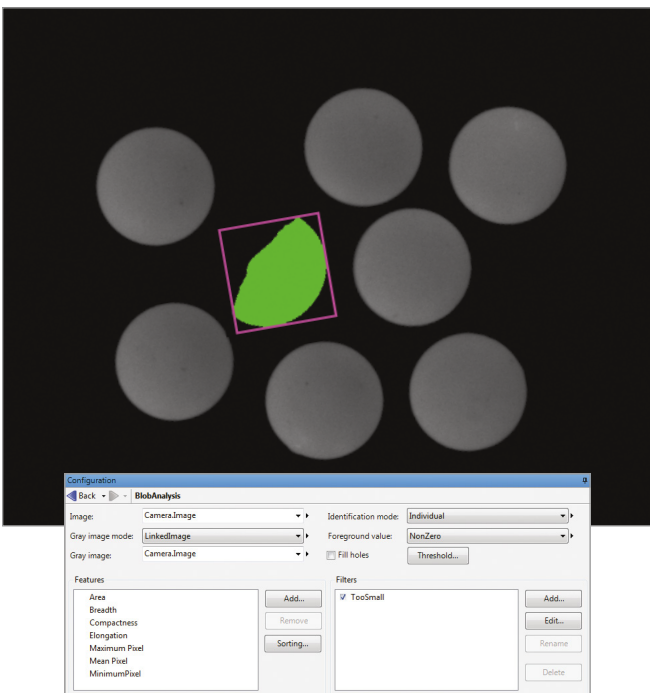 Configuration
Back BlobAnalysis
Image: Camera.Image Identification mode: Individual
Gray image mode: LinkedImage Foreground value: NonZero
Gray image: Camera.Image Fill holes Threshold...
Features Filters
Area Add... TooSmall Add...
Breadth
Compactness Remove Edit...
Elongation
Maximum Pixel Sorting... Rename
Mean Pixel
MinimumPixel Delete